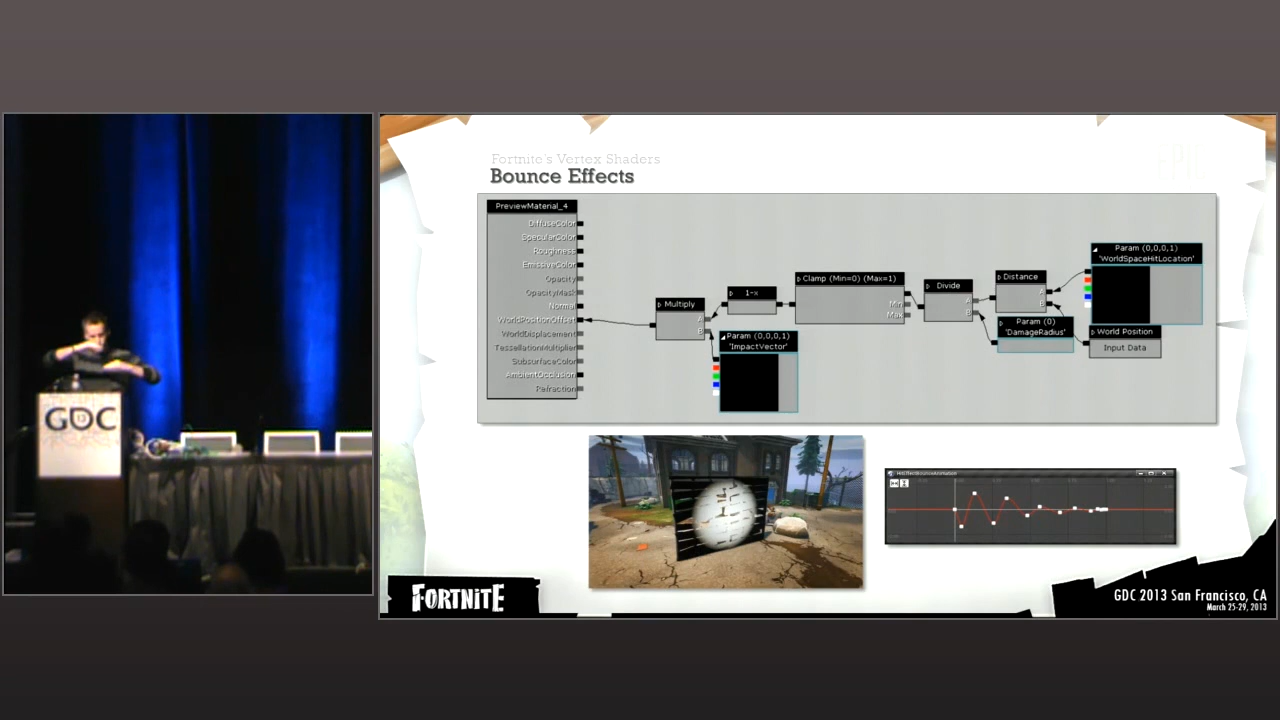 Fortnite's Vertex Shaders
Bounce Effects
PreviewMaterial_4
DiffuseColor
SpecularColor
Roughness
EmissiveColor
Opacity
OpacityMask
Normal
WorldPositionOffset
WorldDisplacement
TessellationMultiplier
SubsurfaceColor
AmbientOcclusion
Refraction
Multiply
A
B
1-x
Param (0,0,0,1)
'ImpactVector'
Clamp (Min=0) (Max=1)
Min
Max
Divide
A
B
Distance
A
B
Param (0)
'DamageRadius'
Param (0,0,0,1)
'WorldSpaceHitLocation'
World Position
Input Data
GDC
13
FORTNITE
GDC 2013 San Francisco, CA
March 25-29, 2013